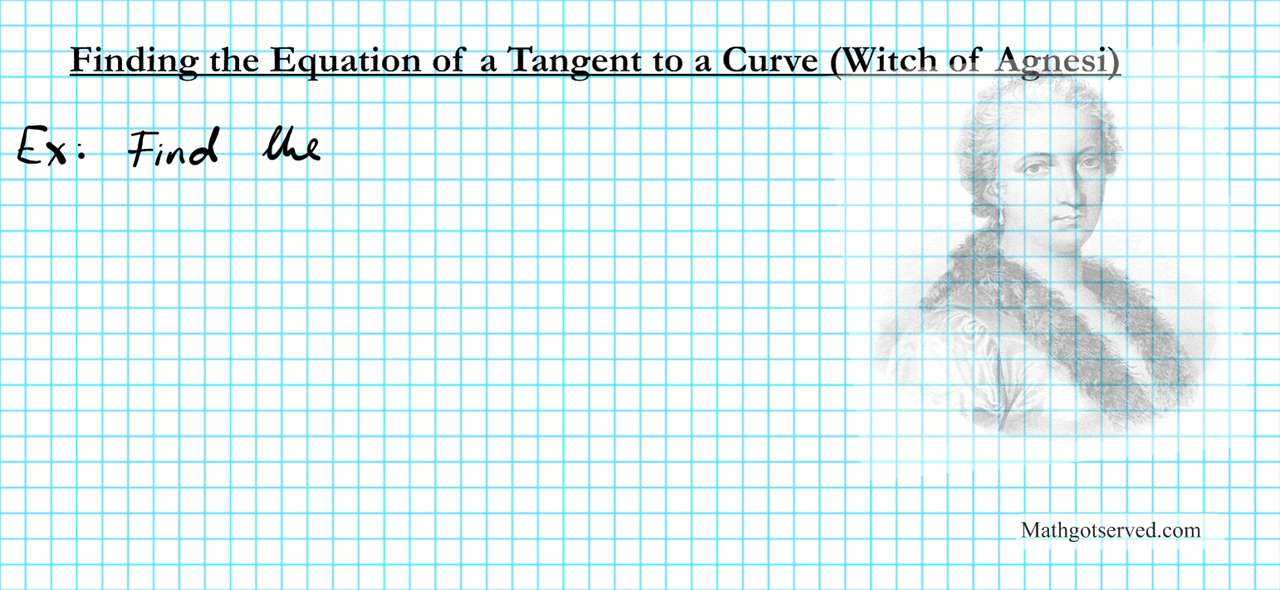 Finding the Equation of a Tangent to a Curve (Witch of Agnesi)
Ex: Find the
Mathgotserved.com